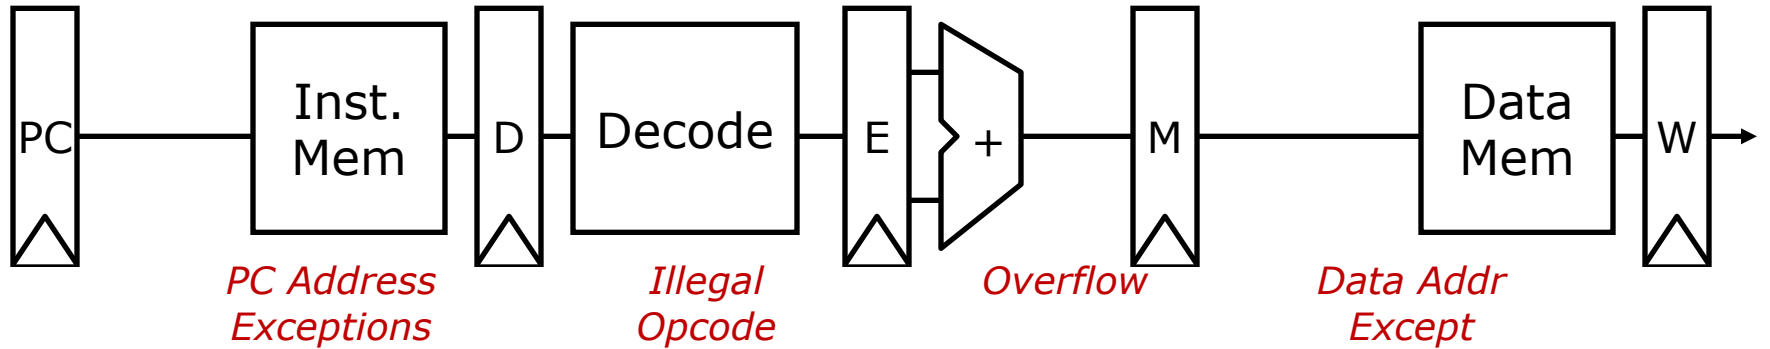 PC
Inst.
Mem
D
Decode
E
+
M
Data
Mem
W
PC Address
Exceptions
Illegal
Opcode
Overflow
Data Addr
Except